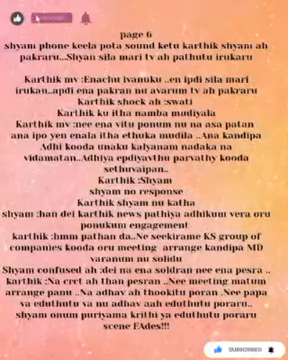 SUBSCRIBED
page 6
shyam phone keela pota sound ketu karthik shyam ah
pakraru...Shyan sila mari tv ah pathutu irukaru
Karthik mv :Enachu ivanuku ..en ipdi sila mari
irukan..apdi ena pakran nu avarum tv ah pakraru
Karthik shock ah :swati
Karthik ku itha namba mudiyala
Karthik mv :nee ena vitu ponum nu na asa patan
ana ipo yen enala itha ethuka mudila ..Ana kandipa
Adhi kooda unaku kalyanam nadaka na
vidamatan..Adhiya epdiyavthu parvathy kooda
sethuvaipan..
Karthik :Shyam
shyam no response
Karthik shyam nu katha
shyam :han dei karthik news pathiya adhikum vera oru
ponukum engagement
karthik :hmm pathan da..Ne seekirame KS group of
companies kooda oru meeting arrange kandipa MD
varanum nu solidu
Shyam confused ah :dei na ena soldran nee ena pesra ..
karthik :Na crct ah than pesran ..Nee meeting matum
arrange panu ..Na adhav ah thookitu poran ..Nee papa
va eduthutu va nu adhav aah eduthutu poraru..
shyam onum puriyama krithi ya eduthutu poraru
scene EAdes!!!
SUBSCRIBED